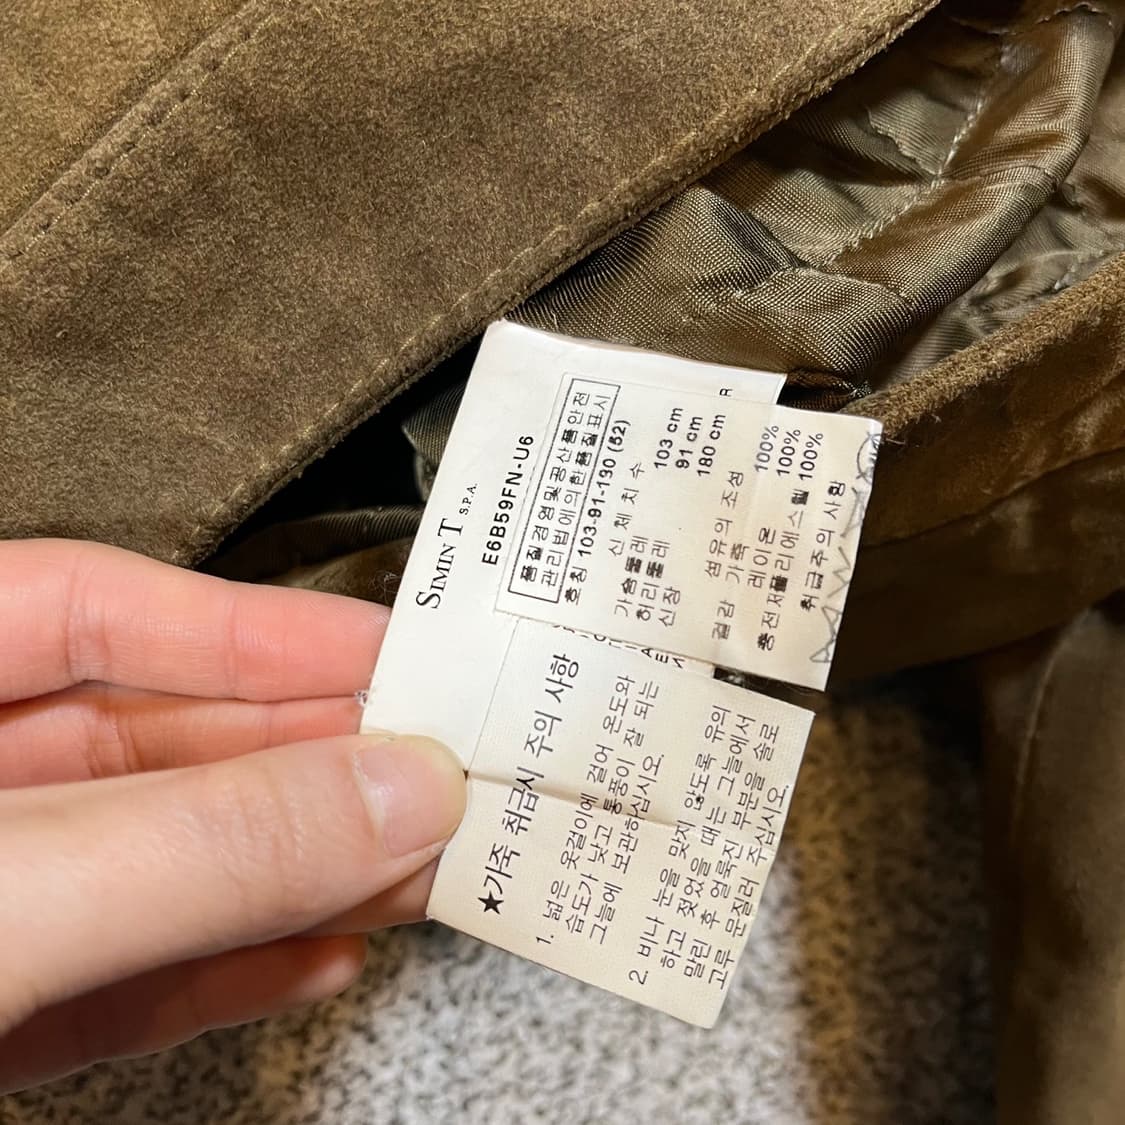 SIMIN T S.P.A.
E6B59FN-U6
품질경영및공산품안전
관리법에의한품질표시
호칭 103-91-190 (52)
신체치수
가슴둘레 103 cm
허리둘레 91 cm
신장 180 cm
섬유의 조성
겉감 가죽 100%
레이온 100%
충전재폴리에스텔 100%
취급주의사항
R
★가죽 취급시 주의 사항
1. 넓은 옷걸이에 걸어 온도와
습도가 낮고 통풍이 잘 되는
그늘에 보관하십시오.
2. 비나 눈을 맞지 않도록 유의
하고 젖었을 때는 그늘에서
말린 후 얼룩진 부분을 솔로
고루 문질러 주십시오.